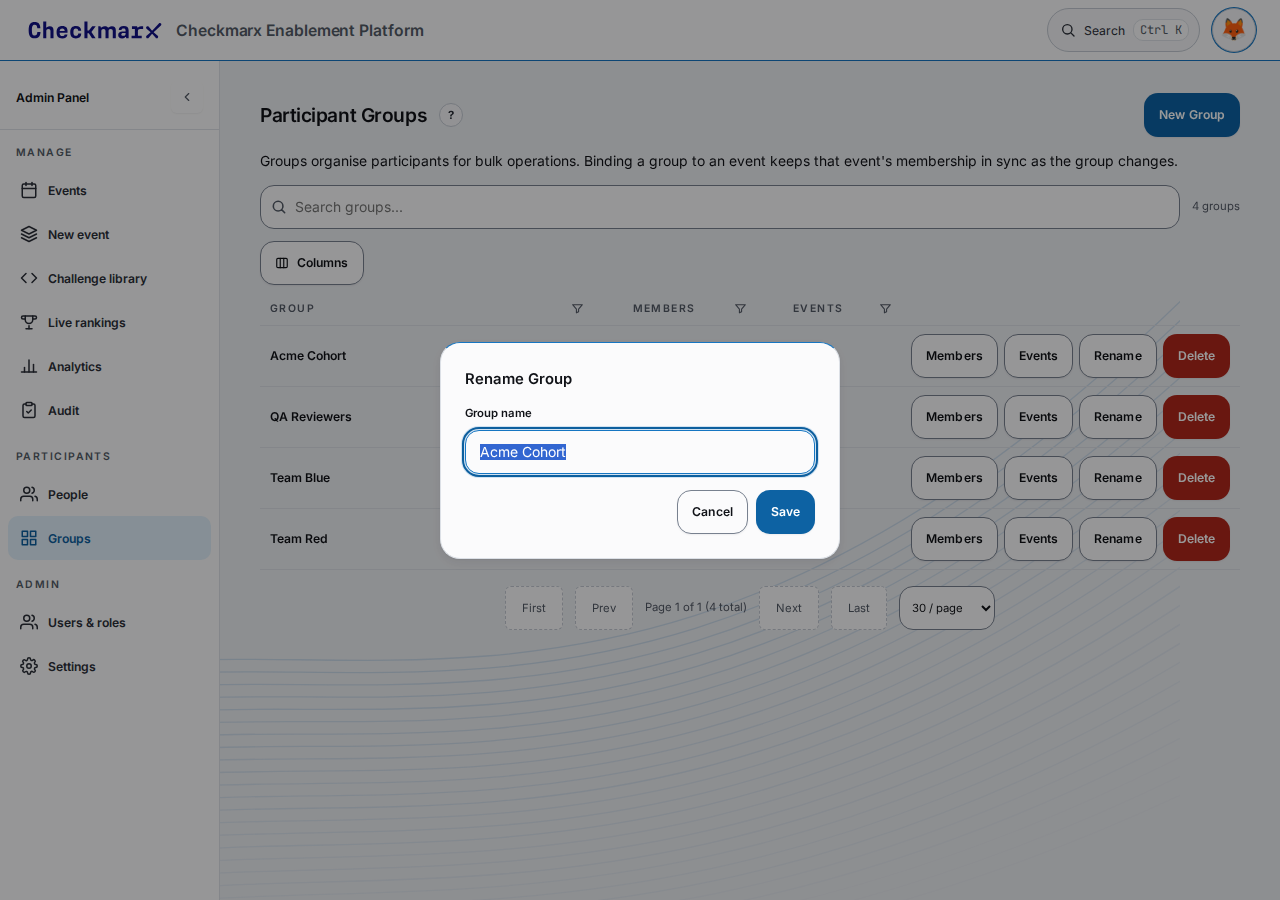 Checkmarx Checkmarx Enablement Platform Search Ctrl K
Admin Panel
MANAGE
Events
New event
Challenge library
Live rankings
Analytics
Audit
PARTICIPANTS
People
Groups
ADMIN
Users & roles
Settings
Participant Groups ? New Group
Groups organise participants for bulk operations. Binding a group to an event keeps that event's membership in sync as the group changes.
Search groups... 4 groups
Columns
GROUP MEMBERS EVENTS
Acme Cohort Members Events Rename Delete
QA Reviewers Members Events Rename Delete
Team Blue Members Events Rename Delete
Team Red Members Events Rename Delete
First Prev Page 1 of 1 (4 total) Next Last 30 / page
Rename Group
Group name
Acme Cohort
Cancel Save